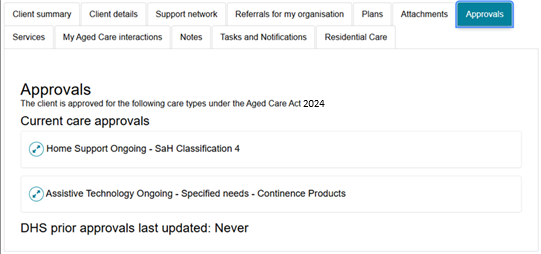 Client summary Client details Support network Referrals for my organisation Plans Attachments Approvals
Services My Aged Care interactions Notes Tasks and Notifications Residential Care
Approvals
The client is approved for the following care types under the Aged Care Act 2024
Current care approvals
Home Support Ongoing - SaH Classification 4
Assistive Technology Ongoing - Specified needs - Continence Products
DHS prior approvals last updated: Never